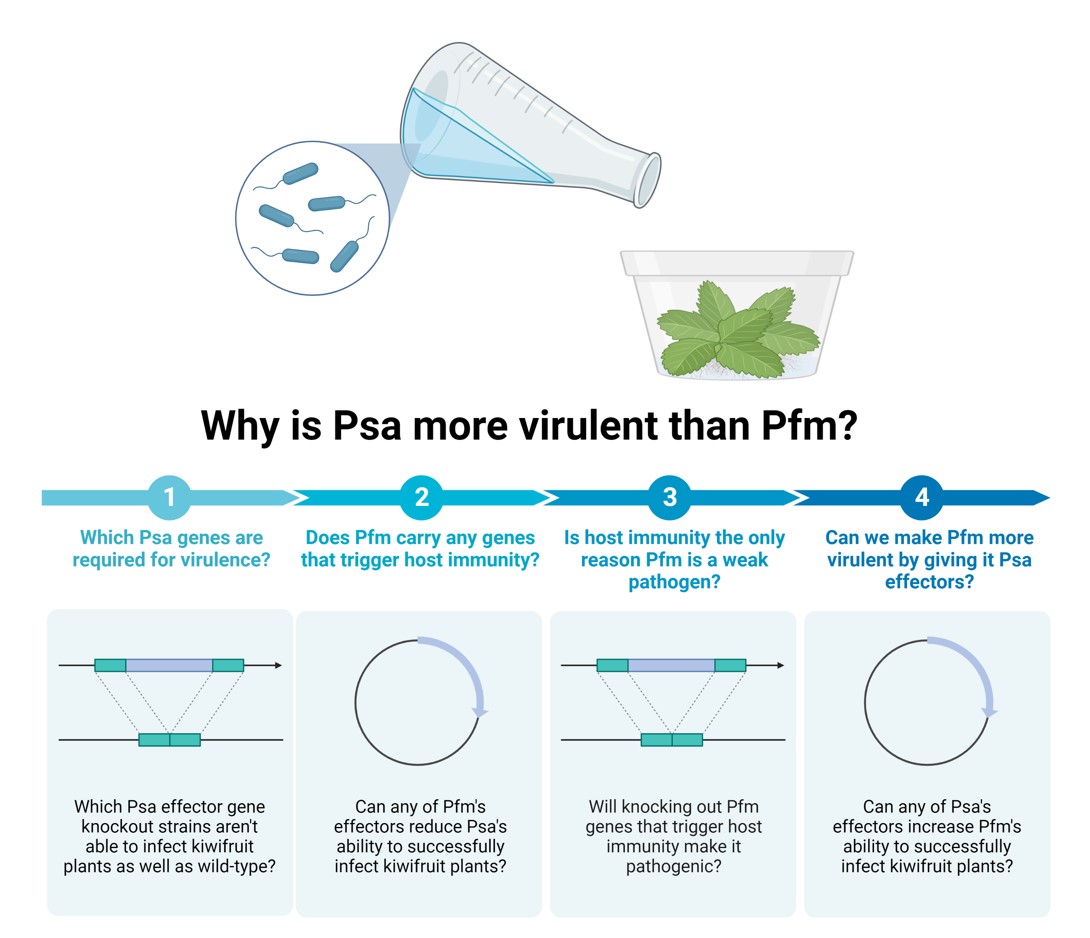 Why is Psa more virulent than Pfm?
1
2
3
4
Which Psa genes are
required for virulence?
Does Pfm carry any genes
that trigger host immunity?
Is host immunity the only
reason Pfm is a weak
pathogen?
Can we make Pfm more
virulent by giving it Psa
effectors?
Which Psa effector gene
knockout strains aren't
able to infect kiwifruit
plants as well as wild-type?
Can any of Pfm's
effectors reduce Psa's
ability to successfully
infect kiwifruit plants?
Will knocking out Pfm
genes that trigger host
immunity make it
pathogenic?
Can any of Psa's
effectors increase Pfm's
ability to successfully
infect kiwifruit plants?